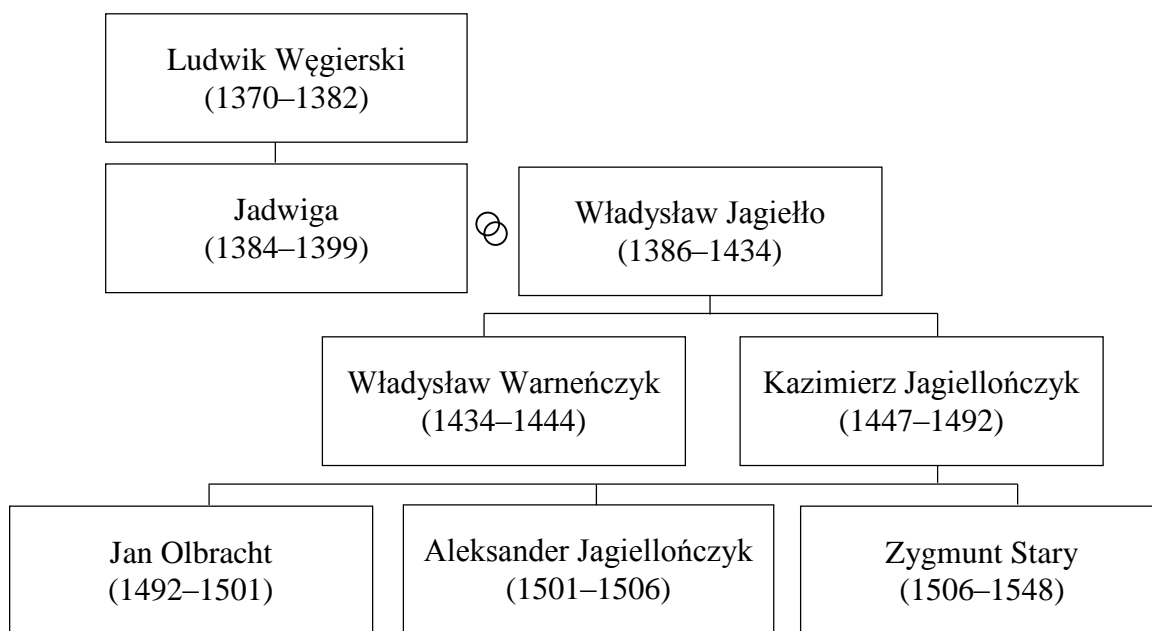 Ludwik Węgierski
(1370–1382)
Jadwiga
(1384–1399)
Władysław Jagiełło
(1386–1434)
Władysław Warneńczyk
(1434–1444)
Kazimierz Jagiellończyk
(1447–1492)
Jan Olbracht
(1492–1501)
Aleksander Jagiellończyk
(1501–1506)
Zygmunt Stary
(1506–1548)